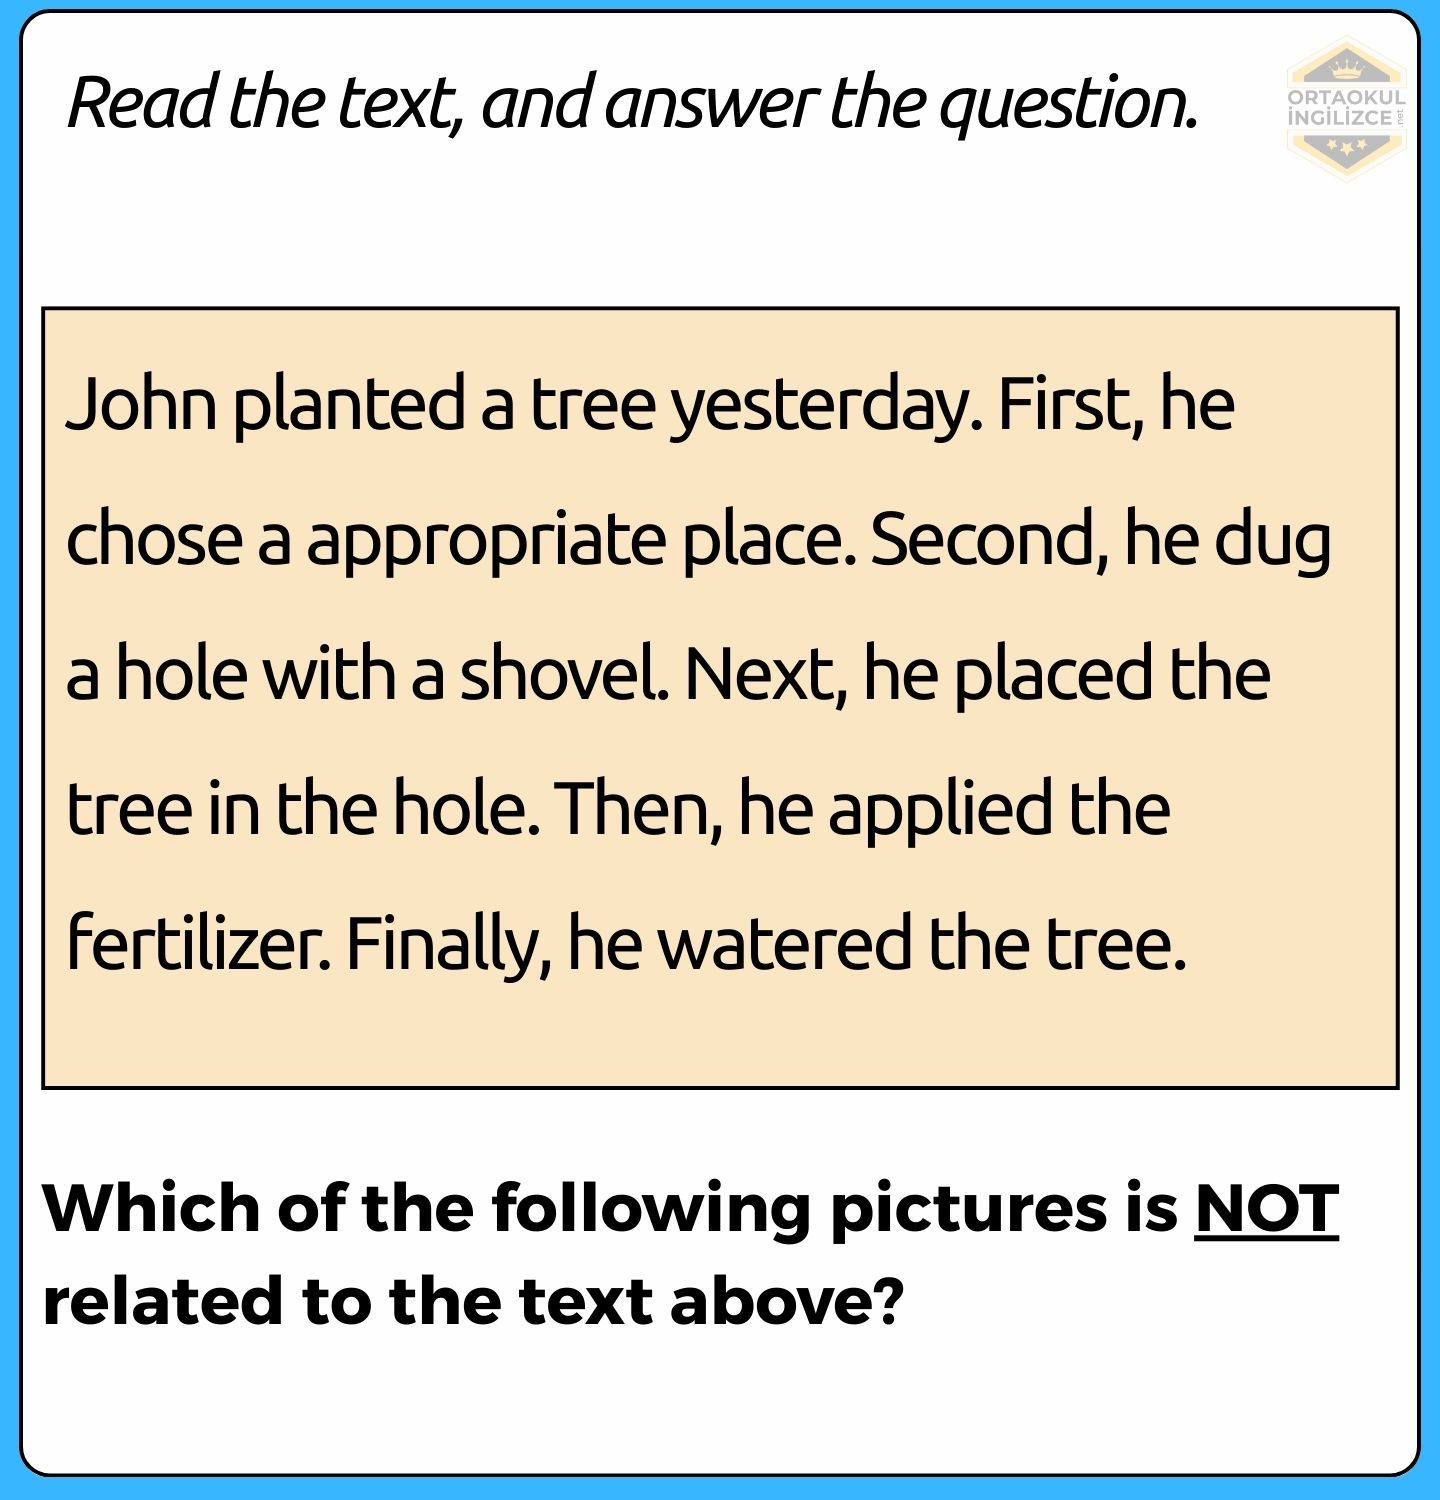 Read the text, and answer the question.
ORTAOKUL
İNGİLİZCE
.net
John planted a tree yesterday. First, he
chose a appropriate place. Second, he dug
a hole with a shovel. Next, he placed the
tree in the hole. Then, he applied the
fertilizer. Finally, he watered the tree.
Which of the following pictures is NOT
related to the text above?